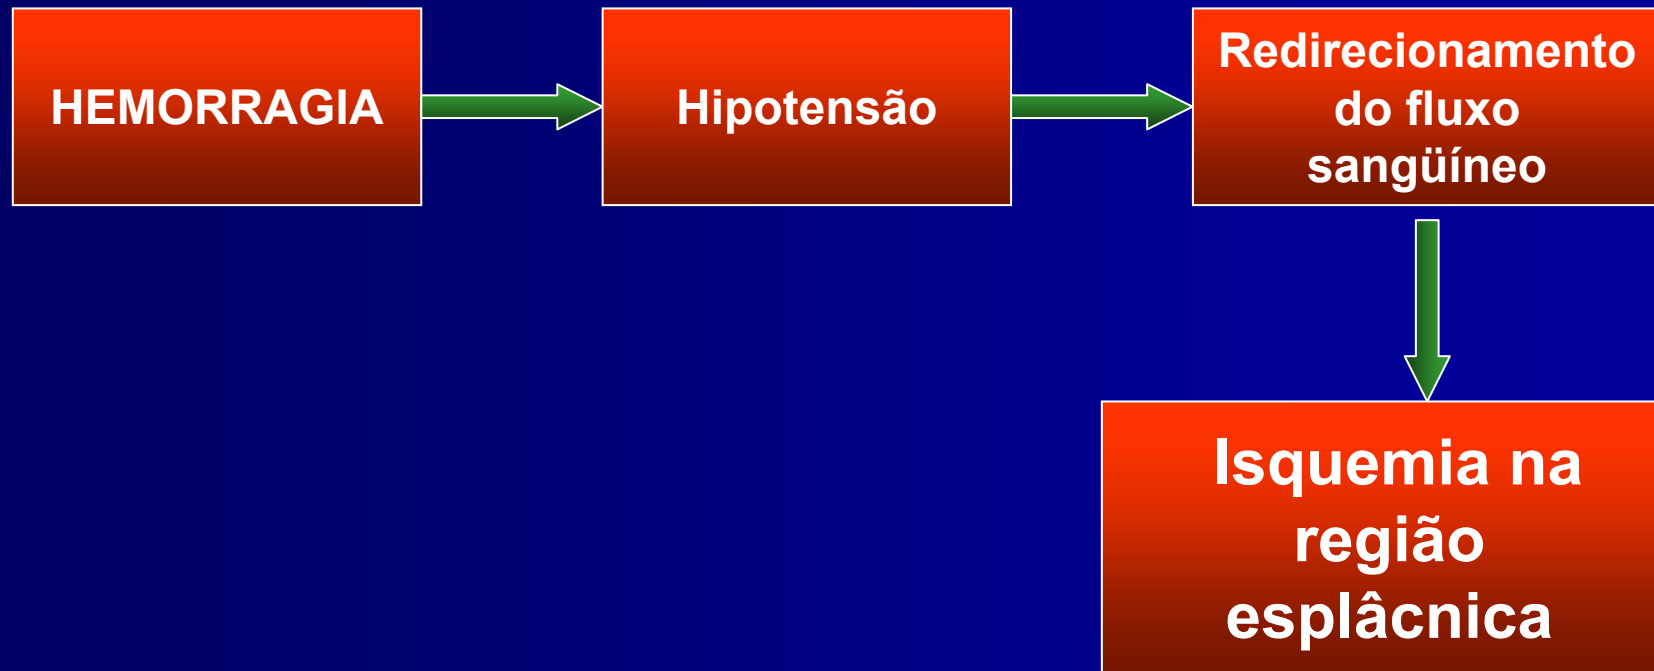 HEMORRAGIA
Hipotensão
Redirecionamento
do fluxo
sangüíneo
Isquemia na
região
esplâcnica